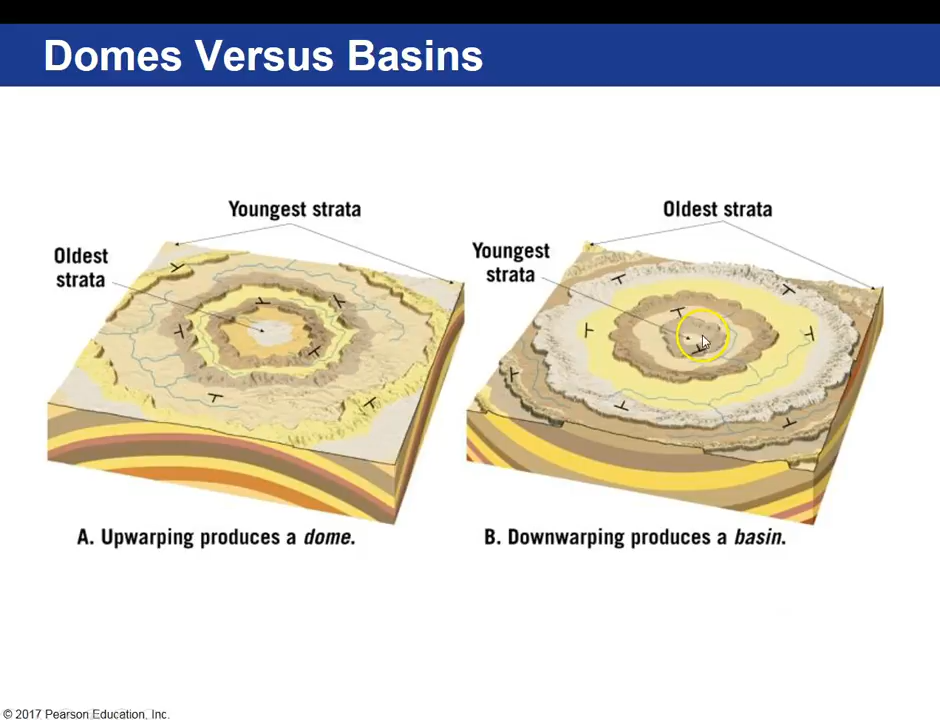 Domes Versus Basins
Youngest strata
Oldest
strata
A. Upwarping produces a dome.
Oldest strata
Youngest
strata
B. Downwarping produces a basin.
© 2017 Pearson Education, Inc.